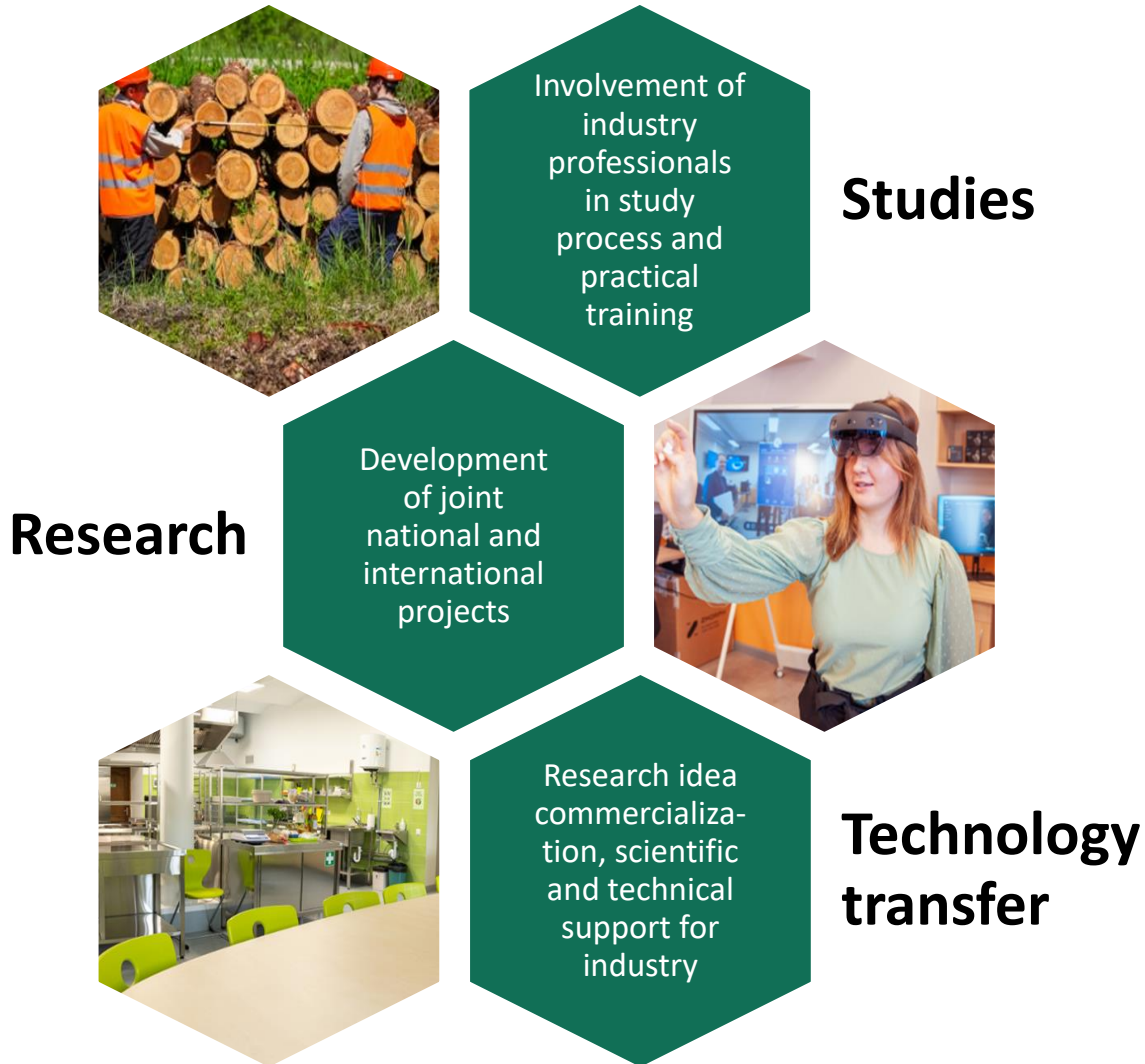 Involvement of
industry
professionals
in study
process and
practical
training
Studies
Research
Development
of joint
national and
international
projects
Research idea
commercializa-
tion, scientific
and technical
support for
industry
Technology
transfer